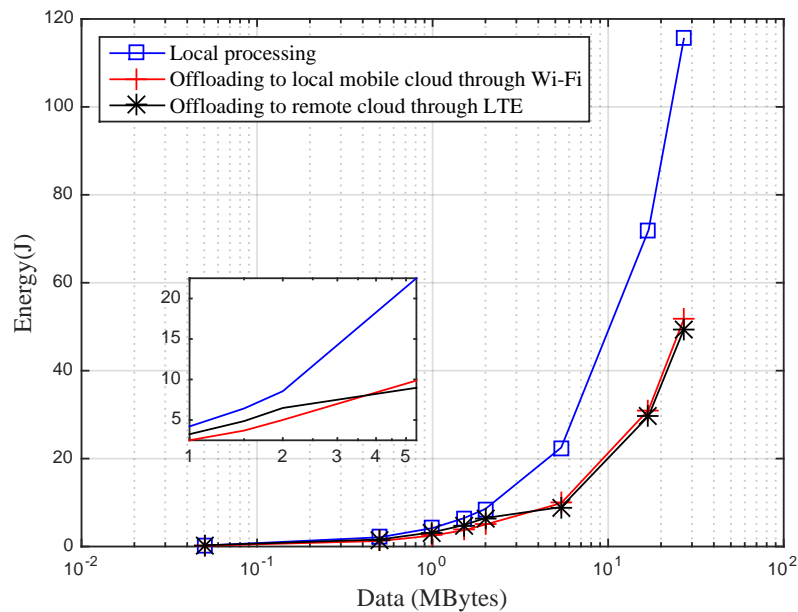 120
100
80
60
40
20
0
Energy(J)
Local processing
Offloading to local mobile cloud through Wi-Fi
Offloading to remote cloud through LTE
20
15
10
5
1 2 3 4 5
10^-2 10^-1 10^0 10^1 10^2
Data (MBytes)